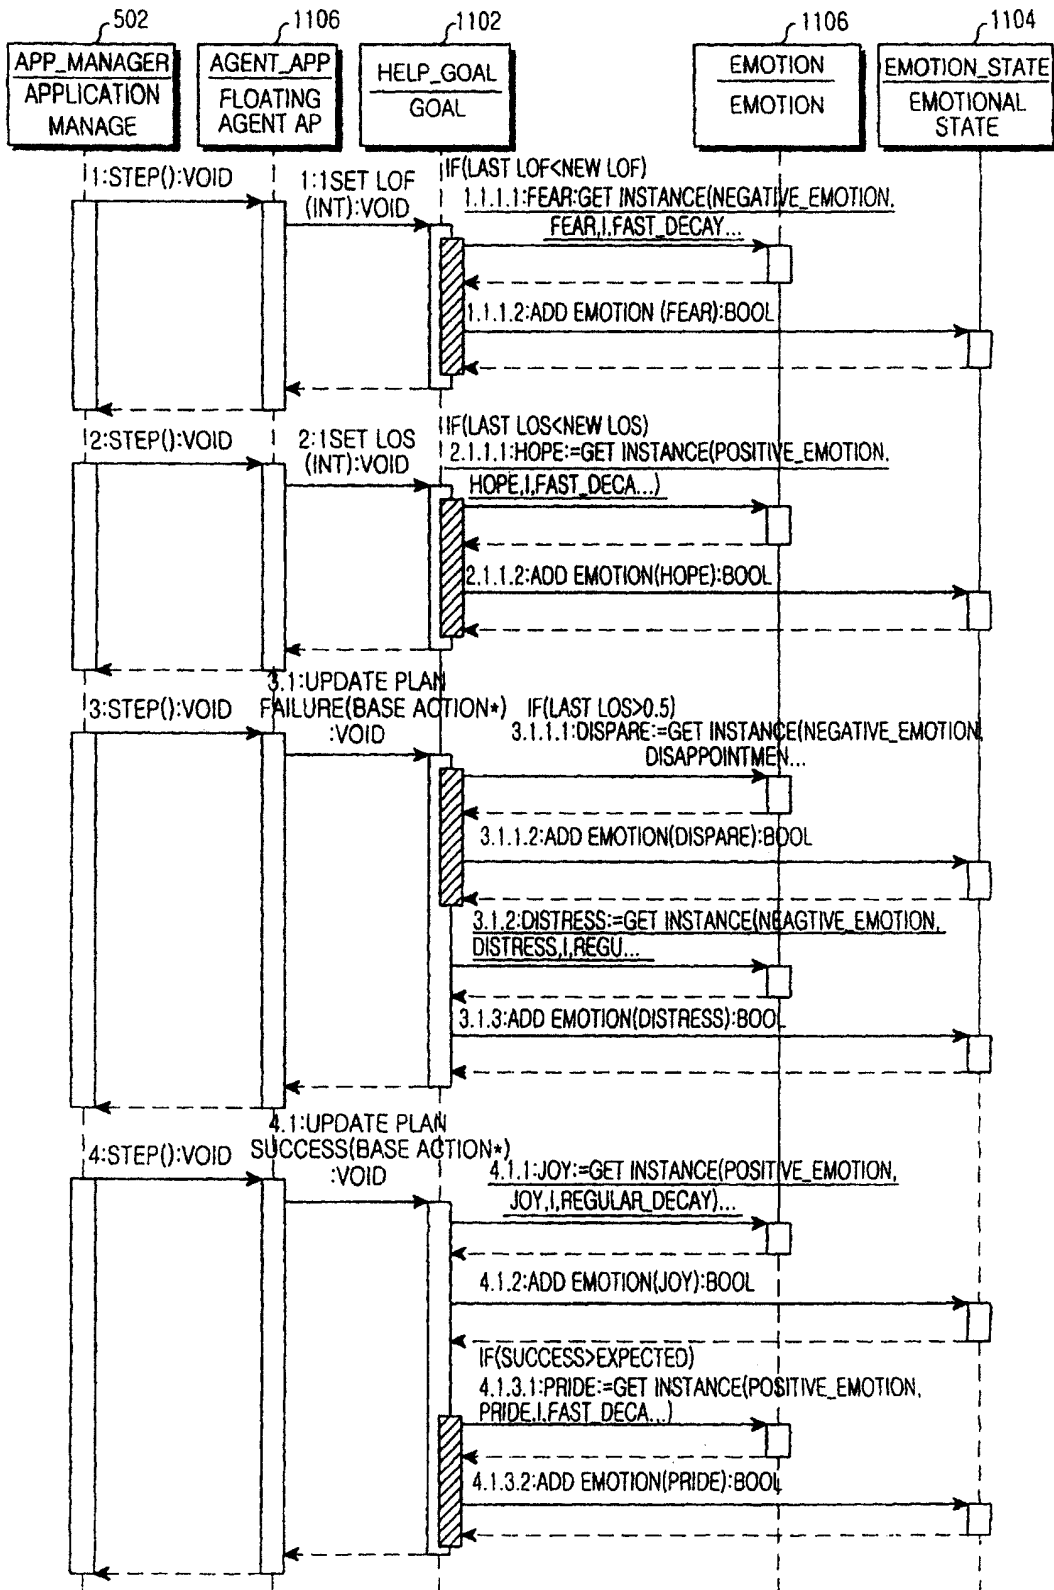 502
1106
1102
1106
1104
APP_MANAGER
APPLICATION
MANAGE
AGENT_APP
FLOATING
AGENT AP
HELP_GOAL
GOAL
EMOTION
EMOTION
EMOTION_STATE
EMOTIONAL
STATE
1:STEP():VOID
1:1SET LOF
(INT):VOID
IF(LAST LOF<NEW LOF)
1.1.1.1:FEAR:GET INSTANCE(NEGATIVE_EMOTION.
FEAR,I.FAST_DECAY...
1.1.1.2:ADD EMOTION (FEAR):BOOL
2:STEP():VOID
2:1SET LOS
(INT):VOID
IF(LAST LOS<NEW LOS)
2.1.1.1:HOPE:=GET INSTANCE(POSITIVE_EMOTION.
HOPE,I,FAST_DECA...)
2.1.1.2:ADD EMOTION(HOPE):BOOL
3:STEP():VOID
3.1:UPDATE PLAN
FAILURE(BASE ACTION*)
:VOID
IF(LAST LOS>0.5)
3.1.1.1:DISPARE:=GET INSTANCE(NEGATIVE_EMOTION,
DISAPPOINTMEN...
3.1.1.2:ADD EMOTION(DISPARE):BOOL
3.1.2:DISTRESS:=GET INSTANCE(NEAGTIVE_EMOTION,
DISTRESS,I,REGU...
3.1.3:ADD EMOTION(DISTRESS):BOOL
4:STEP():VOID
4.1:UPDATE PLAN
SUCCESS(BASE ACTION*)
:VOID
4.1.1:JOY:=GET INSTANCE(POSITIVE_EMOTION,
JOY,I,REGULAR_DECAY)...
4.1.2:ADD EMOTION(JOY):BOOL
IF(SUCCESS>EXPECTED)
4.1.3.1:PRIDE:=GET INSTANCE(POSITIVE_EMOTION,
PRIDE,I.FAST_DECA...)
4.1.3.2:ADD EMOTION(PRIDE):BOOL